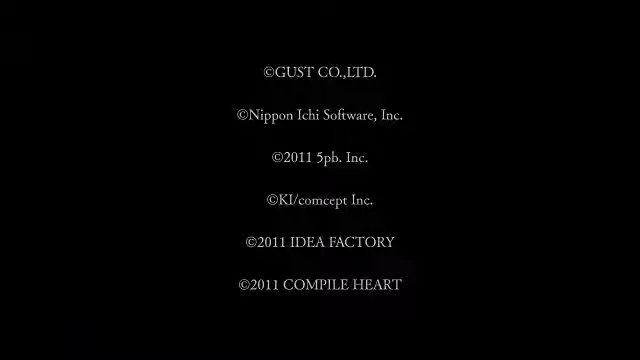 ©GUST CO.,LTD.
©Nippon Ichi Software, Inc.
©2011 5pb. Inc.
©KI/comcept Inc.
©2011 IDEA FACTORY
©2011 COMPILE HEART